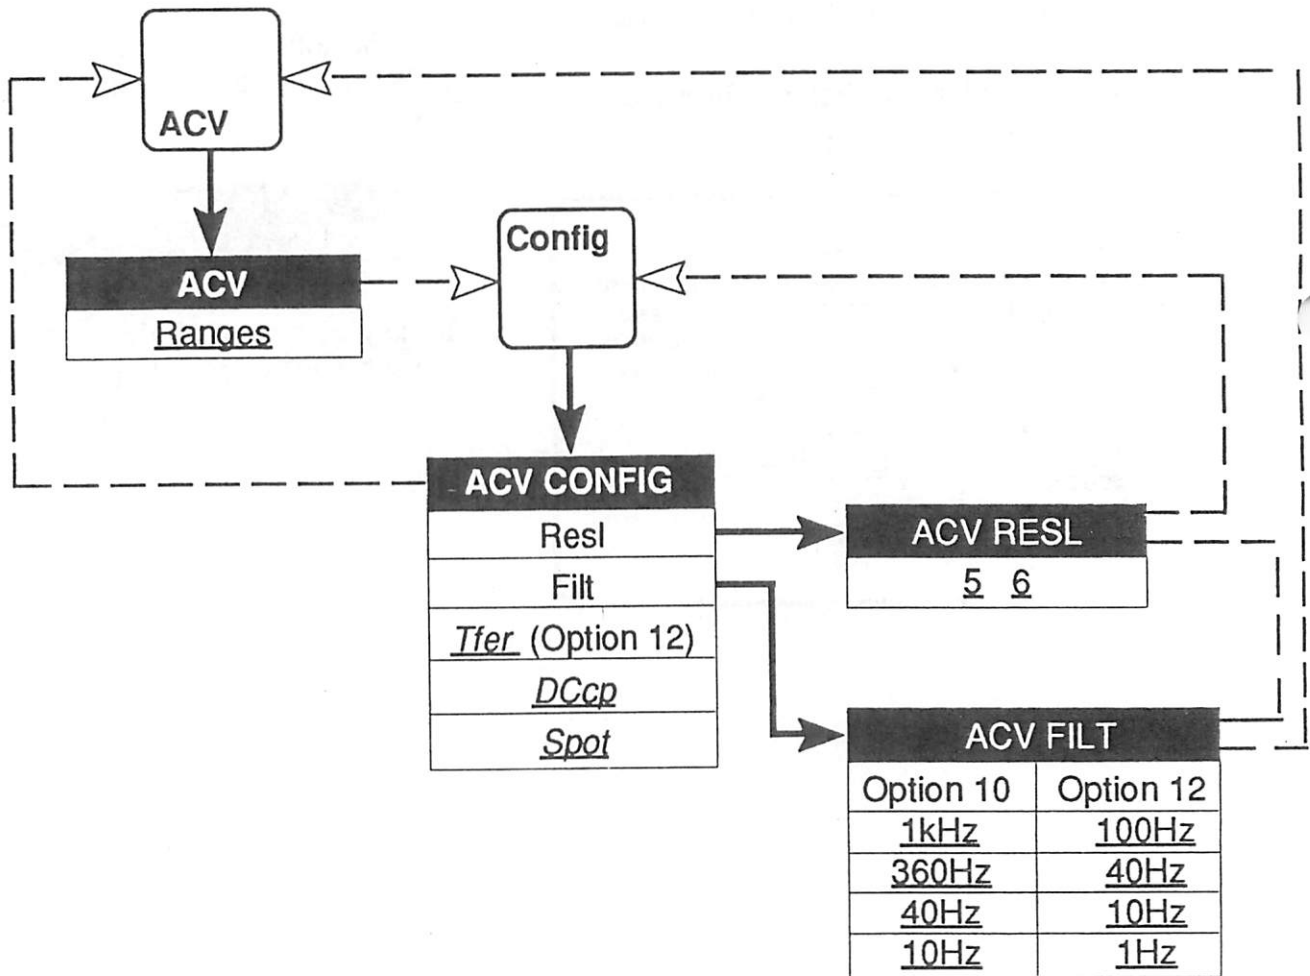 ACV
Config
ACV
Ranges
ACV CONFIG
Resl
Filt
Tfer (Option 12)
DCcp
Spot
ACV RESL
5 6
ACV FILT
Option 10 Option 12
1kHz 100Hz
360Hz 40Hz
40Hz 10Hz
10Hz 1Hz